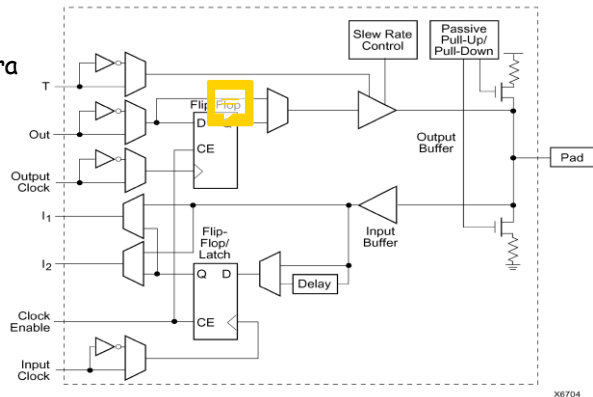 ra
Slew Rate
Control
Passive
Pull-Up/
Pull-Down
T
Flip-Flop
Out
D
CE
Output
Buffer
Pad
Output
Clock
I1
Flip-
Flop/
Latch
Input
Buffer
I2
Q D
Delay
Clock
Enable
CE
Input
Clock
X6704